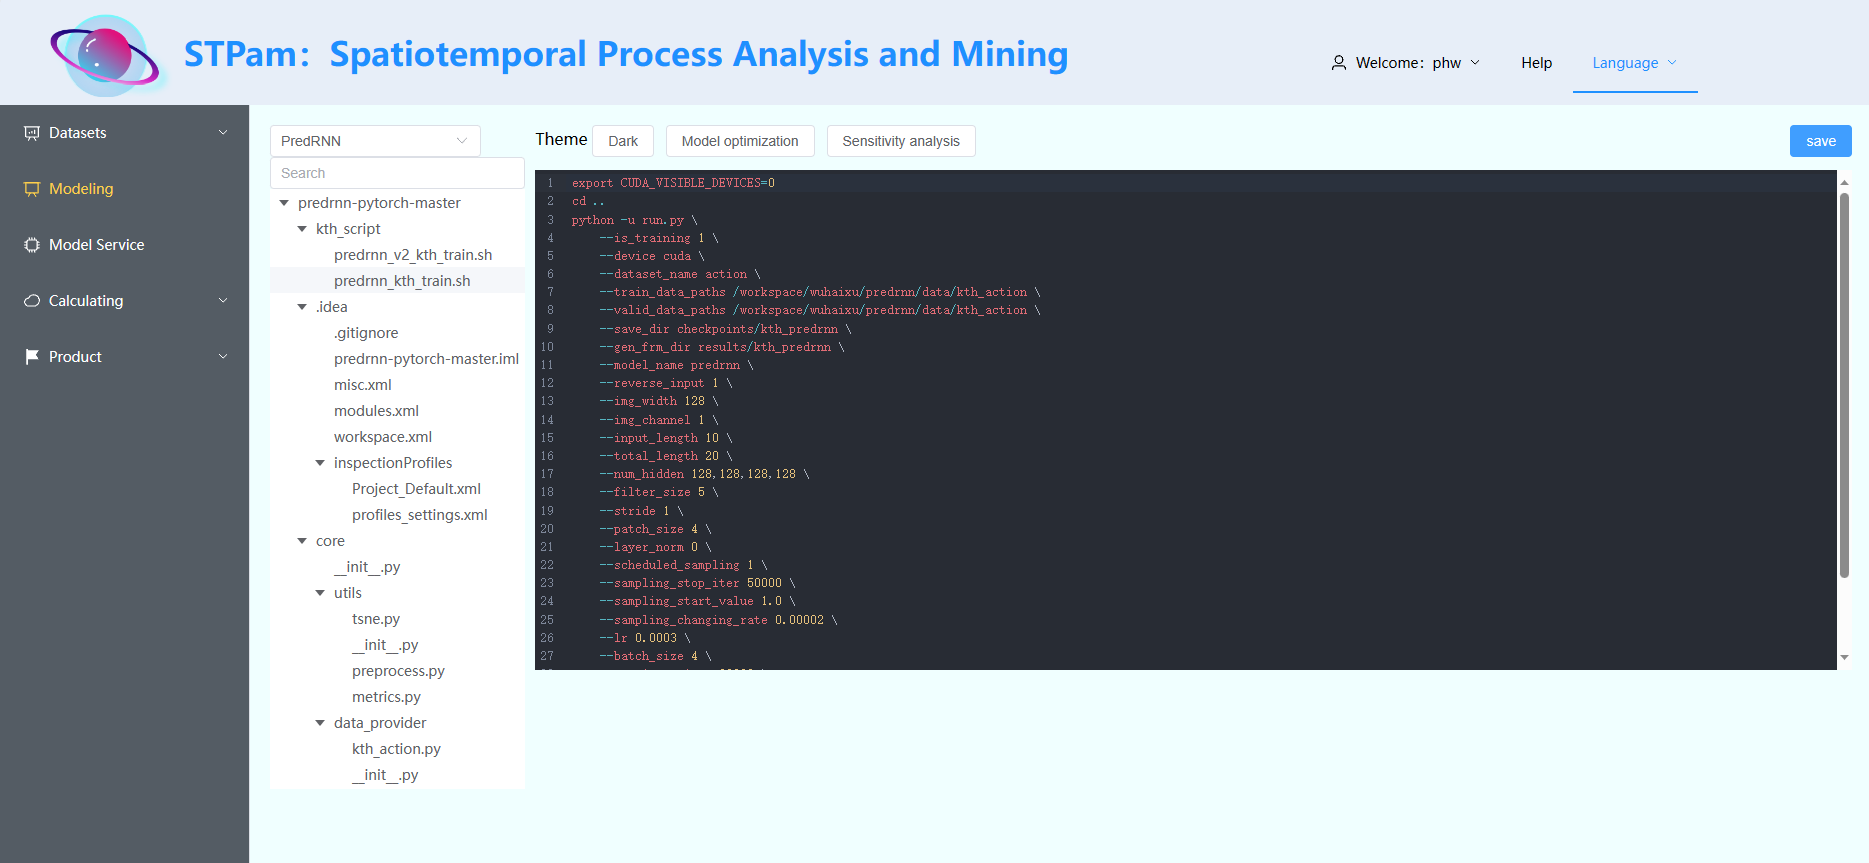 STPam：Spatiotemporal Process Analysis and Mining
Welcome：phw
Help
Language
Datasets
Modeling
Model Service
Calculating
Product
PredRNN
Search
predrnn-pytorch-master
kth_script
predrnn_v2_kth_train.sh
predrnn_kth_train.sh
.idea
.gitignore
predrnn-pytorch-master.iml
misc.xml
modules.xml
workspace.xml
inspectionProfiles
Project_Default.xml
profiles_settings.xml
core
__init__.py
utils
tsne.py
__init__.py
preprocess.py
metrics.py
data_provider
kth_action.py
__init__.py
Theme Dark Model optimization Sensitivity analysis save
1 export CUDA_VISIBLE_DEVICES=0
2 cd ..
3 python -u run.py \
4 --is_training 1 \
5 --device cuda \
6 --dataset_name action \
7 --train_data_paths /workspace/wuhaixu/predrnn/data/kth_action \
8 --valid_data_paths /workspace/wuhaixu/predrnn/data/kth_action \
9 --save_dir checkpoints/kth_predrnn \
10 --gen_frm_dir results/kth_predrnn \
11 --model_name predrnn \
12 --reverse_input 1 \
13 --img_width 128 \
14 --img_channel 1 \
15 --input_length 10 \
16 --total_length 20 \
17 --num_hidden 128,128,128,128 \
18 --filter_size 5 \
19 --stride 1 \
20 --patch_size 4 \
21 --layer_norm 0 \
22 --scheduled_sampling 1 \
23 --sampling_stop_iter 50000 \
24 --sampling_start_value 1.0 \
25 --sampling_changing_rate 0.00002 \
26 --lr 0.0003 \
27 --batch_size 4 \